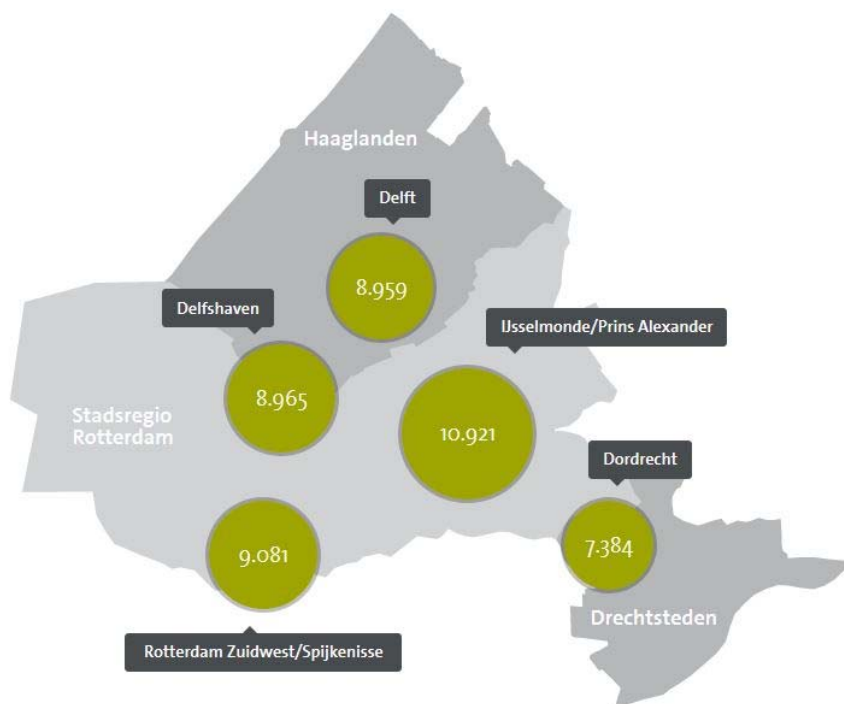 Haaglanden
Delft
8.959
Delfshaven
IJsselmonde/Prins Alexander
8.965
Stadsregio
Rotterdam
10.921
Dordrecht
9.081
7.384
Drechtsteden
Rotterdam Zuidwest/Spijkenisse